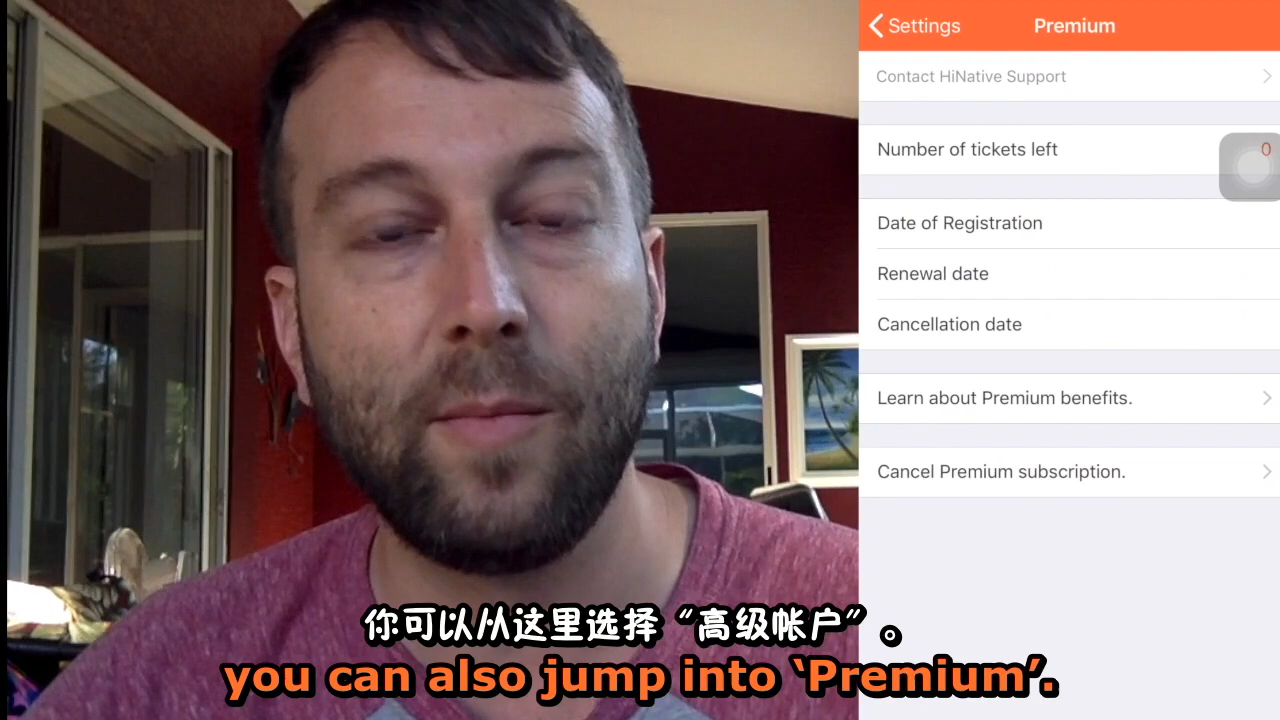 Settings
Premium
Contact HiNative Support
Number of tickets left
0
Date of Registration
Renewal date
Cancellation date
Learn about Premium benefits.
Cancel Premium subscription.
你可以从这里选择“高级帐户”。
you can also jump into ‘Premium’.